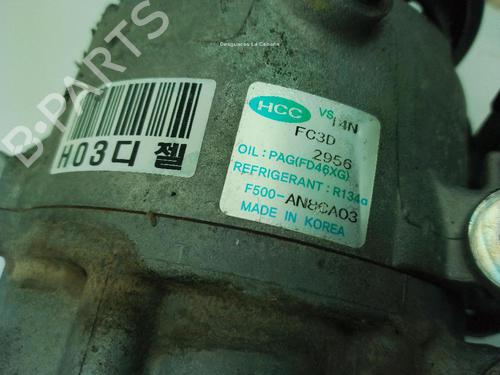 Desguaces La Cabaña
B-PARTS
H03디젤
HCC VS14N
FC3D
2956
OIL : PAG(FD46XG)
REFRIGERANT : R134a
F500-AN8CA03
MADE IN KOREA